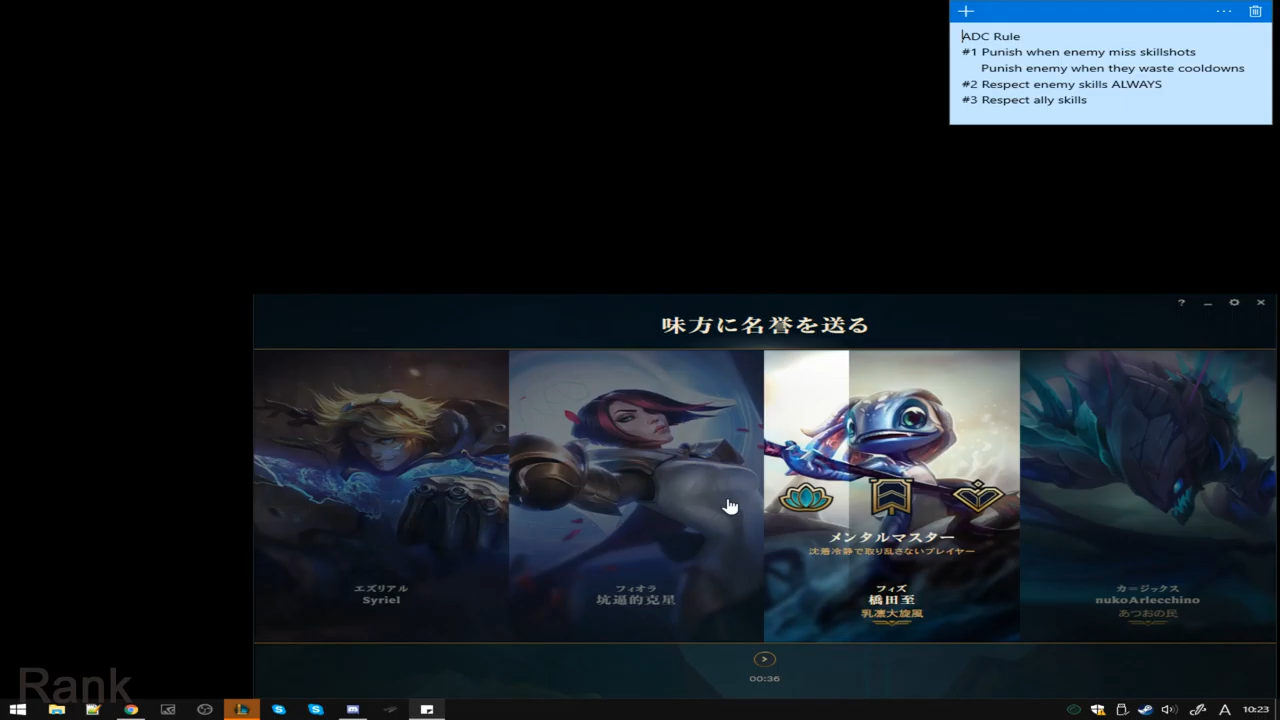 ADC Rule
#1 Punish when enemy miss skillshots
Punish enemy when they waste cooldowns
#2 Respect enemy skills ALWAYS
#3 Respect ally skills
味方に名誉を送る
メンタルマスター
沈着冷静で取り乱さないプレイヤー
エズリアル
Syriel
フィオラ
坑逼的克星
フィズ
橋田至
乳凛大旋風
カ=ジックス
nukoArlecchino
あつおの民
00:36
Rank
A 10:23